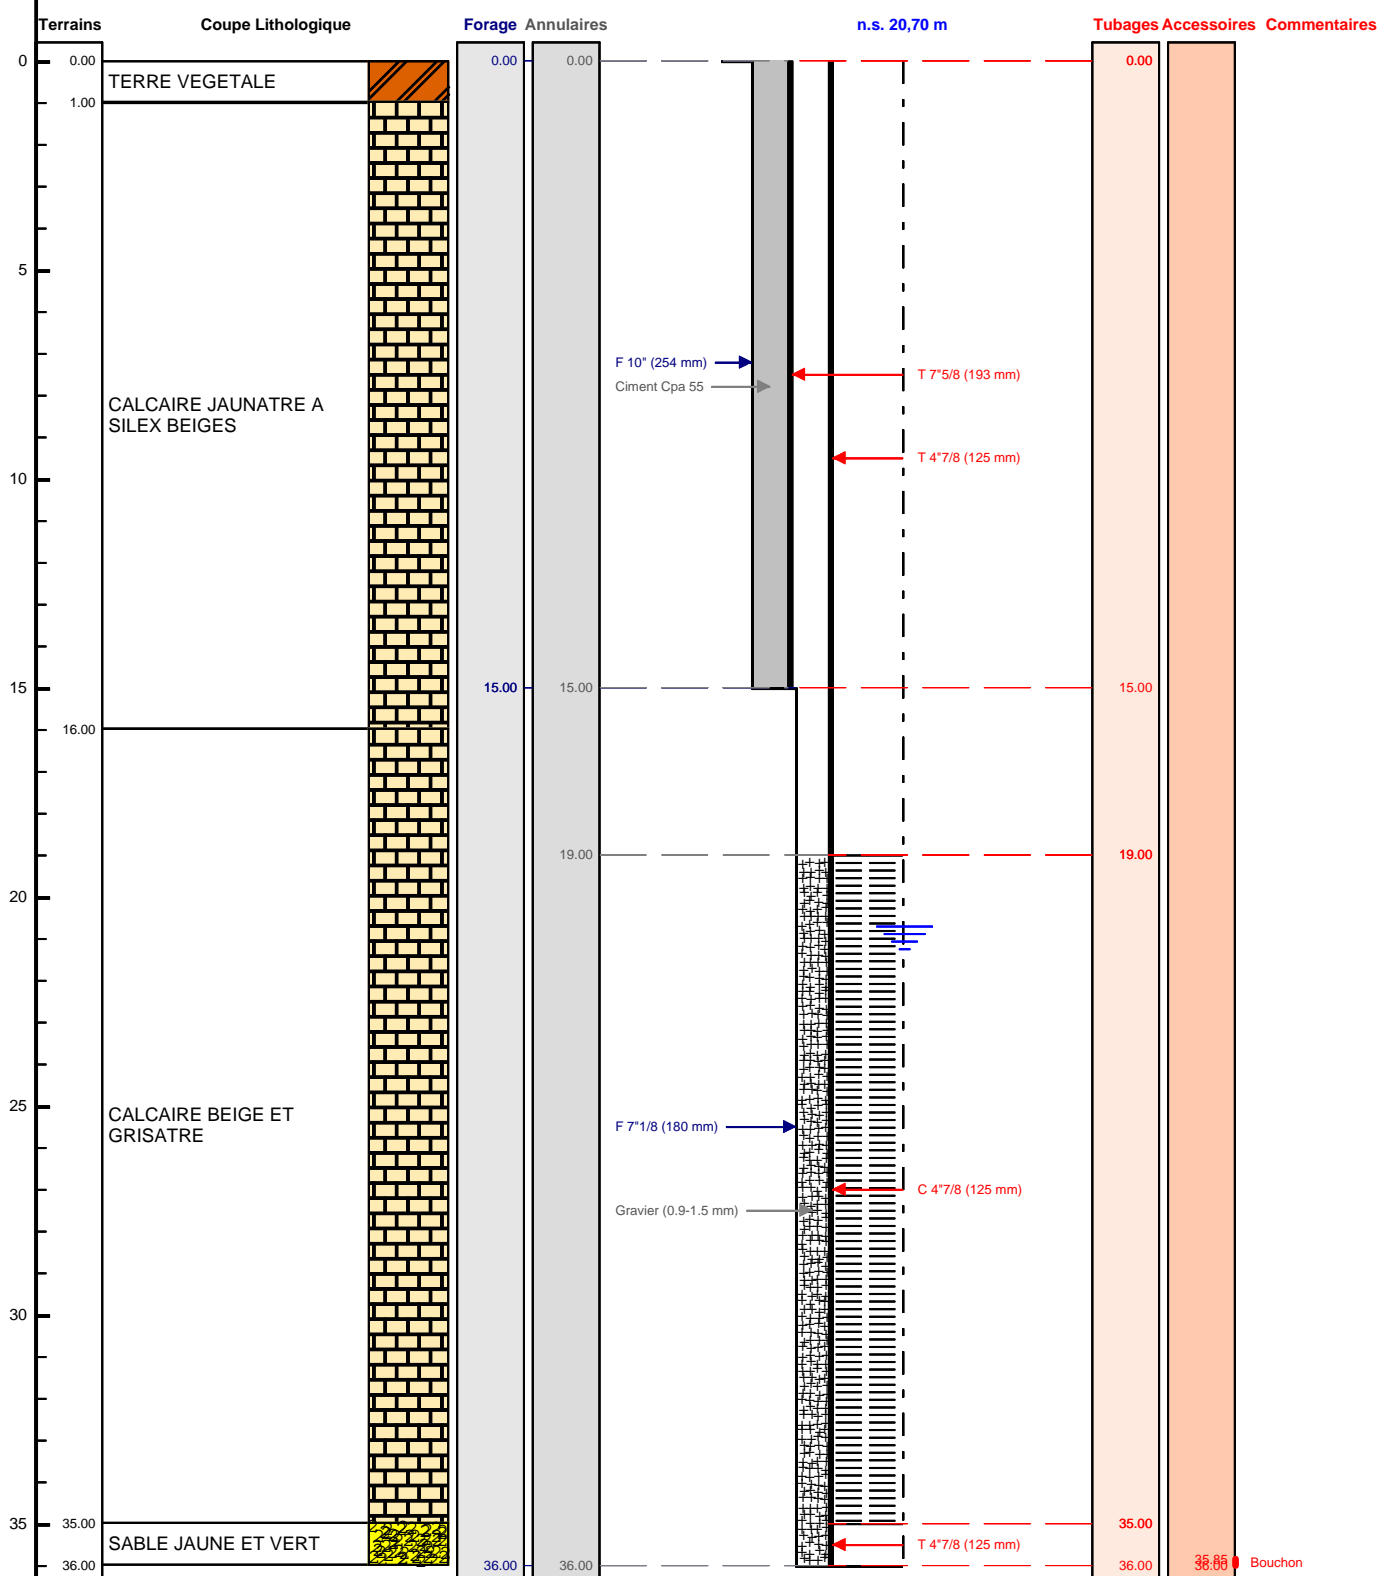 Terrains Coupe Lithologique Forage Annulaires n.s. 20,70 m Tubages Accessoires Commentaires
0 0.00 0.00 0.00 0.00
TERRE VEGETALE
1.00
5
F 10" (254 mm)
T 7"5/8 (193 mm)
Ciment Cpa 55
CALCAIRE JAUNATRE A
SILEX BEIGES
T 4"7/8 (125 mm)
10
15 15.00 15.00 15.00
16.00
19.00 19.00
20
25
CALCAIRE BEIGE ET
GRISATRE
F 7"1/8 (180 mm)
C 4"7/8 (125 mm)
Gravier (0.9-1.5 mm)
30
35 35.00 35.00
SABLE JAUNE ET VERT
T 4"7/8 (125 mm)
35.85
36.00 36.00 36.00 36.00 36.00 Bouchon